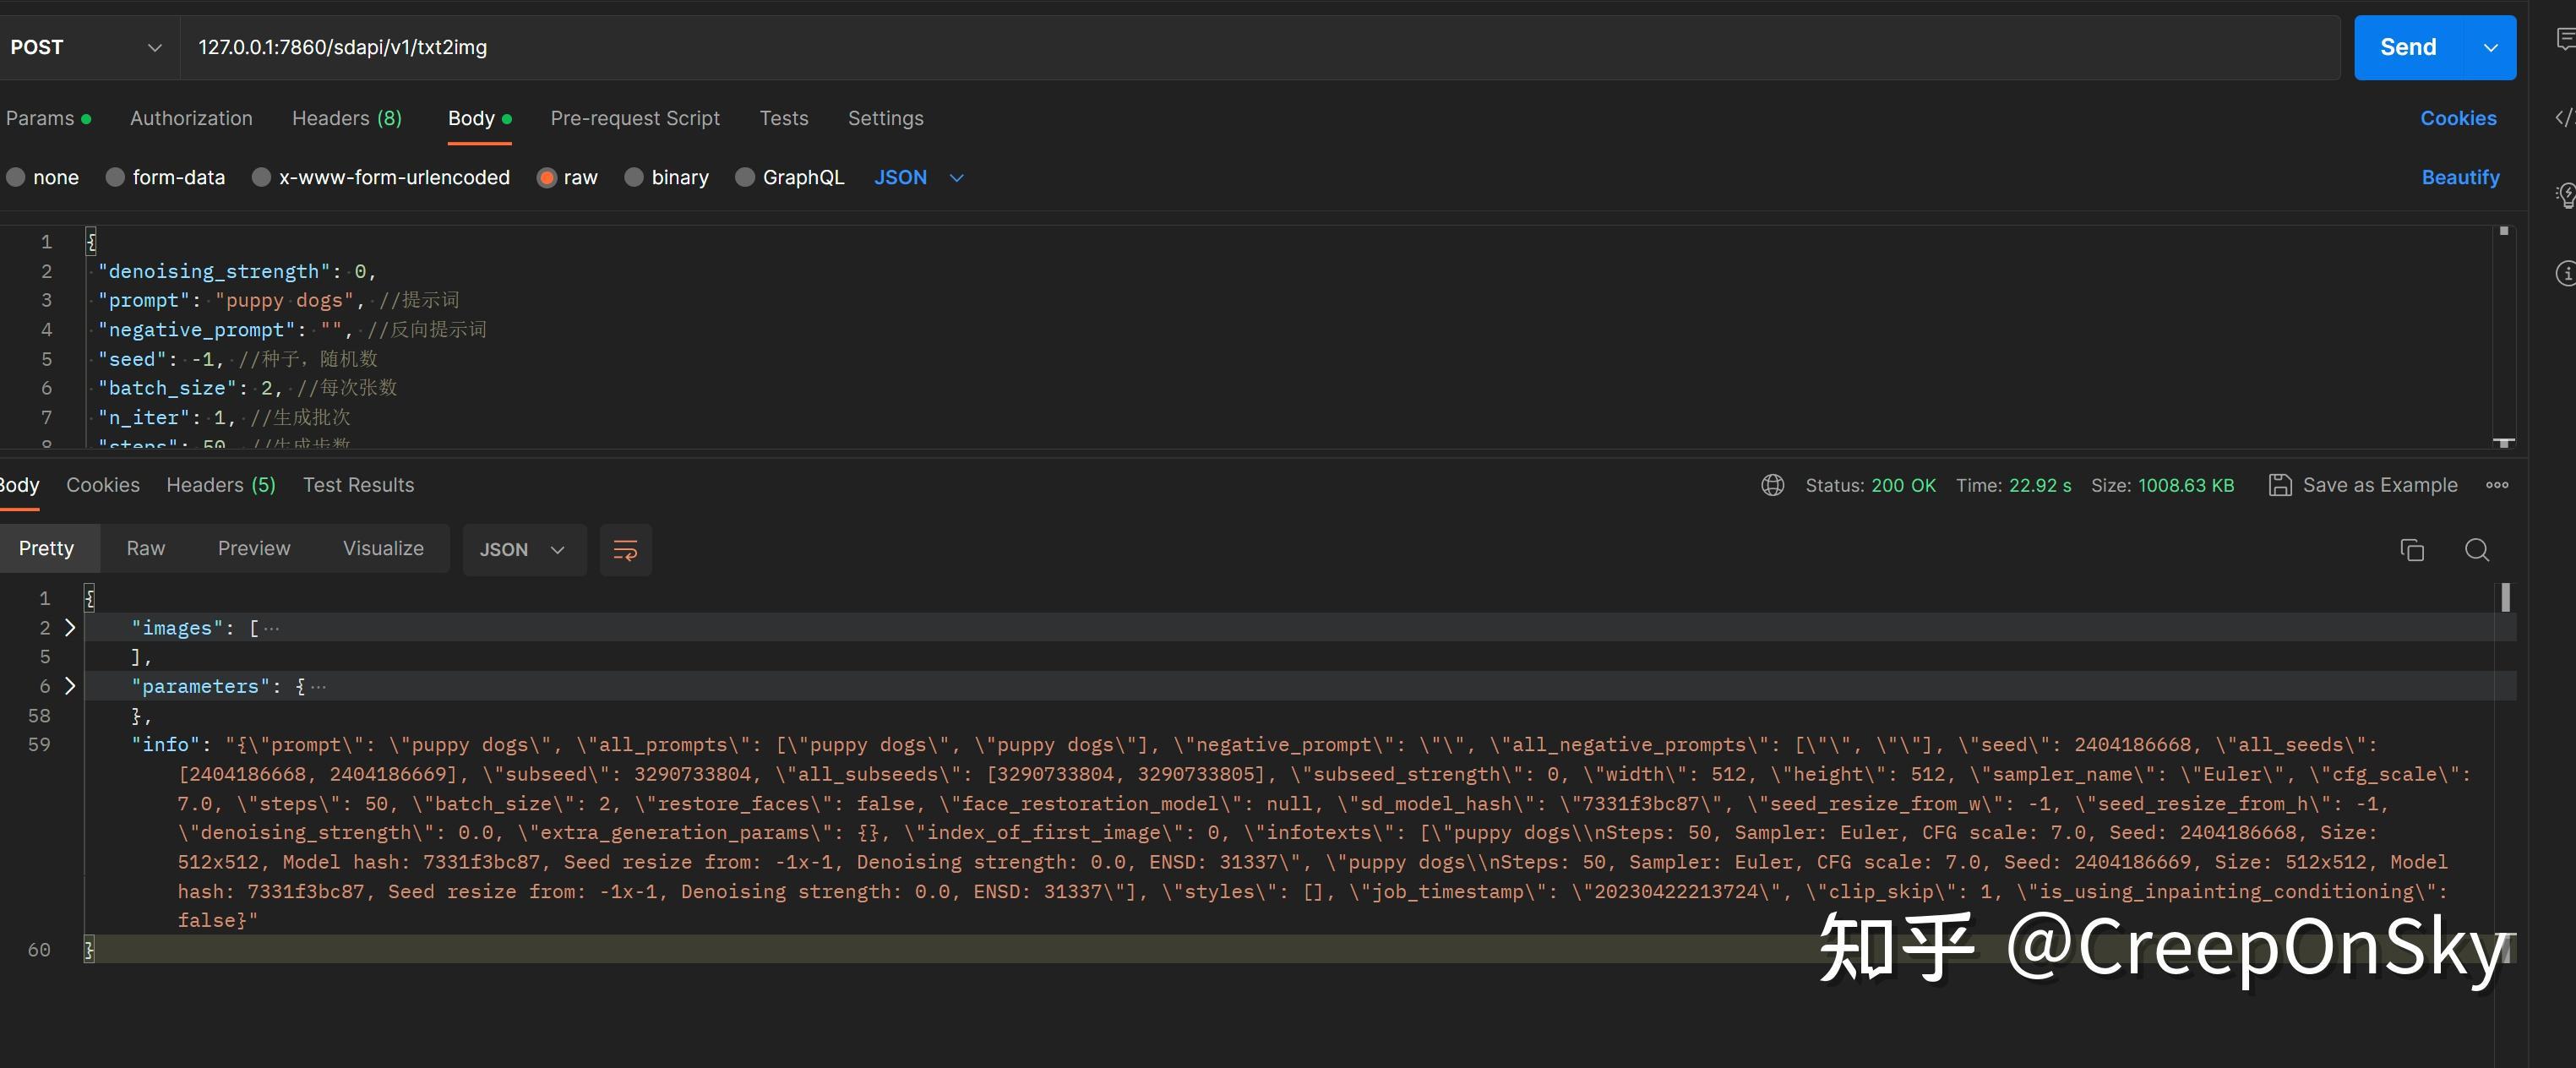 POST 127.0.0.1:7860/sdapi/v1/txt2img Send
Params Authorization Headers (8) Body Pre-request Script Tests Settings Cookies
none form-data x-www-form-urlencoded raw binary GraphQL JSON Beautify
1 {
2 "denoising_strength": 0,
3 "prompt": "puppy dogs", //提示词
4 "negative_prompt": "", //反向提示词
5 "seed": -1, //种子，随机数
6 "batch_size": 2, //每次张数
7 "n_iter": 1, //生成批次
8 "steps": 50, //生成步数
Body Cookies Headers (5) Test Results Status: 200 OK Time: 22.92 s Size: 1008.63 KB Save as Example
Pretty Raw Preview Visualize JSON
1 {
2 "images": [ ···
5 ],
6 "parameters": { ···
58 },
59 "info": "{\"prompt\": \"puppy dogs\", \"all_prompts\": [\"puppy dogs\", \"puppy dogs\"], \"negative_prompt\": \"\", \"all_negative_prompts\": [\"\", \"\"], \"seed\": 2404186668, \"all_seeds\":
[2404186668, 2404186669], \"subseed\": 3290733804, \"all_subseeds\": [3290733804, 3290733805], \"subseed_strength\": 0, \"width\": 512, \"height\": 512, \"sampler_name\": \"Euler\", \"cfg_scale\":
7.0, \"steps\": 50, \"batch_size\": 2, \"restore_faces\": false, \"face_restoration_model\": null, \"sd_model_hash\": \"7331f3bc87\", \"seed_resize_from_w\": -1, \"seed_resize_from_h\": -1,
\"denoising_strength\": 0.0, \"extra_generation_params\": {}, \"index_of_first_image\": 0, \"infotexts\": [\"puppy dogs\\nSteps: 50, Sampler: Euler, CFG scale: 7.0, Seed: 2404186668, Size:
512x512, Model hash: 7331f3bc87, Seed resize from: -1x-1, Denoising strength: 0.0, ENSD: 31337\", \"puppy dogs\\nSteps: 50, Sampler: Euler, CFG scale: 7.0, Seed: 2404186669, Size: 512x512, Model
hash: 7331f3bc87, Seed resize from: -1x-1, Denoising strength: 0.0, ENSD: 31337\"], \"styles\": [], \"job_timestamp\": \"20230422213724\", \"clip_skip\": 1, \"is_using_inpainting_conditioning\":
false}"
60 }
知乎 @CreepOnSky